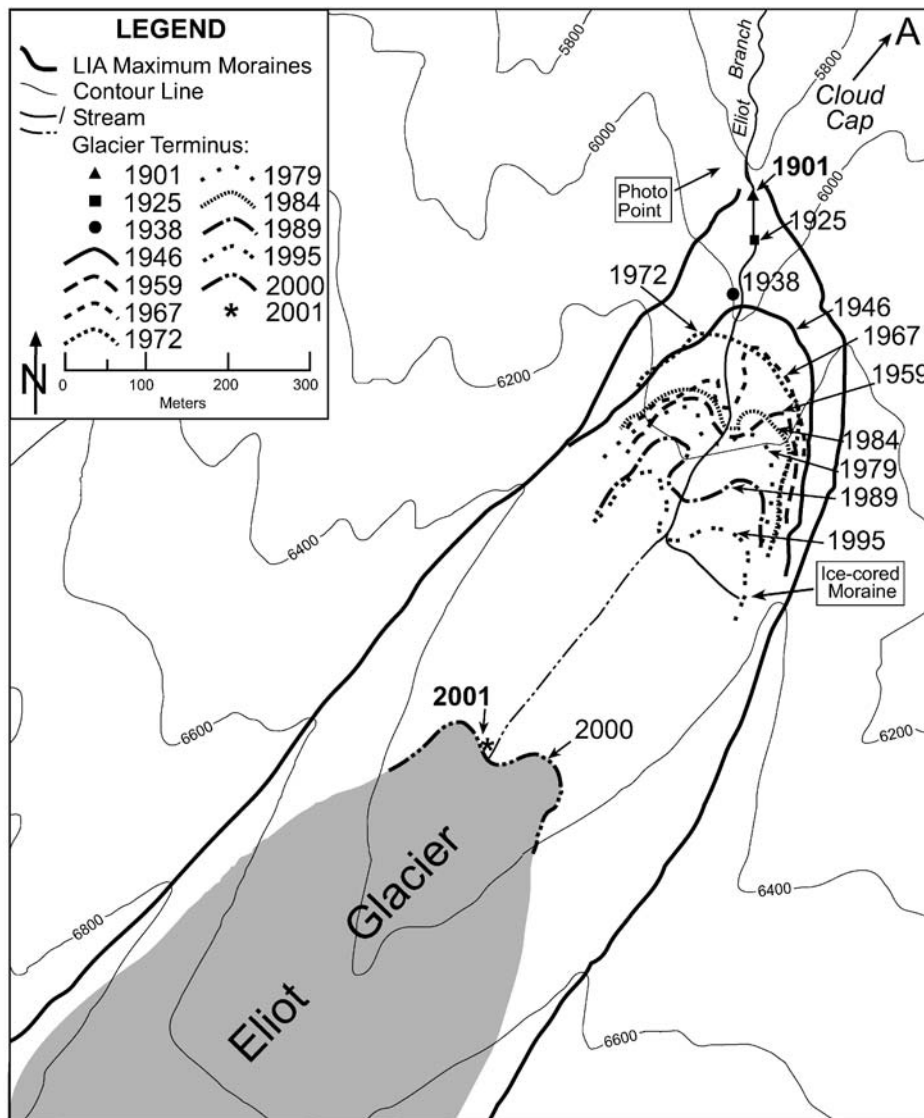 LEGEND
LIA Maximum Moraines
Contour Line
Stream
Glacier Terminus:
1901
1925
1938
1946
1959
1967
1972
1979
1984
1989
1995
2000
2001
N
0 100 200 300
Meters
A
Eliot Branch
Cloud
Cap
5800
5800
6000
6000
1901
Photo
Point
1925
1938
1972
1946
1967
1959
1984
1979
1989
1995
Ice-cored
Moraine
6200
6400
6600
6800
6200
6400
6600
2001
2000
Eliot Glacier